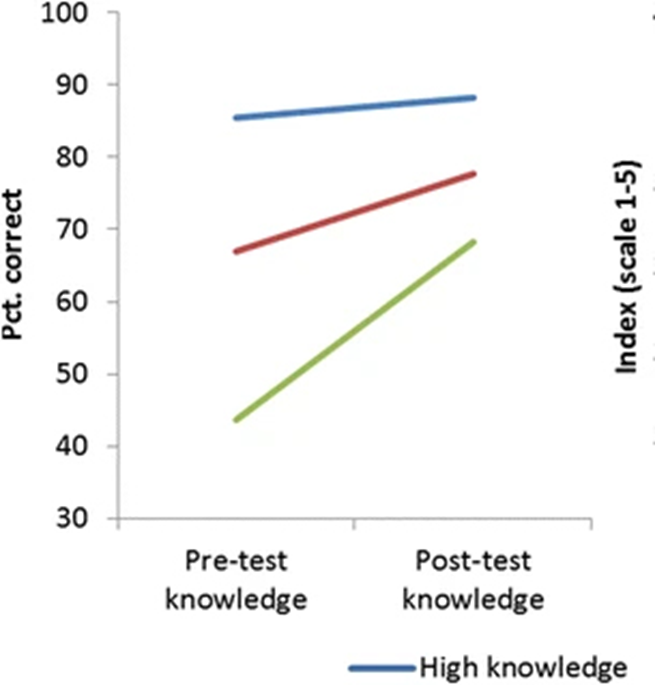 100
90
80
70
60
50
40
30
Pct. correct
Pre-test
knowledge
Post-test
knowledge
High knowledge
Index (scale 1-5)